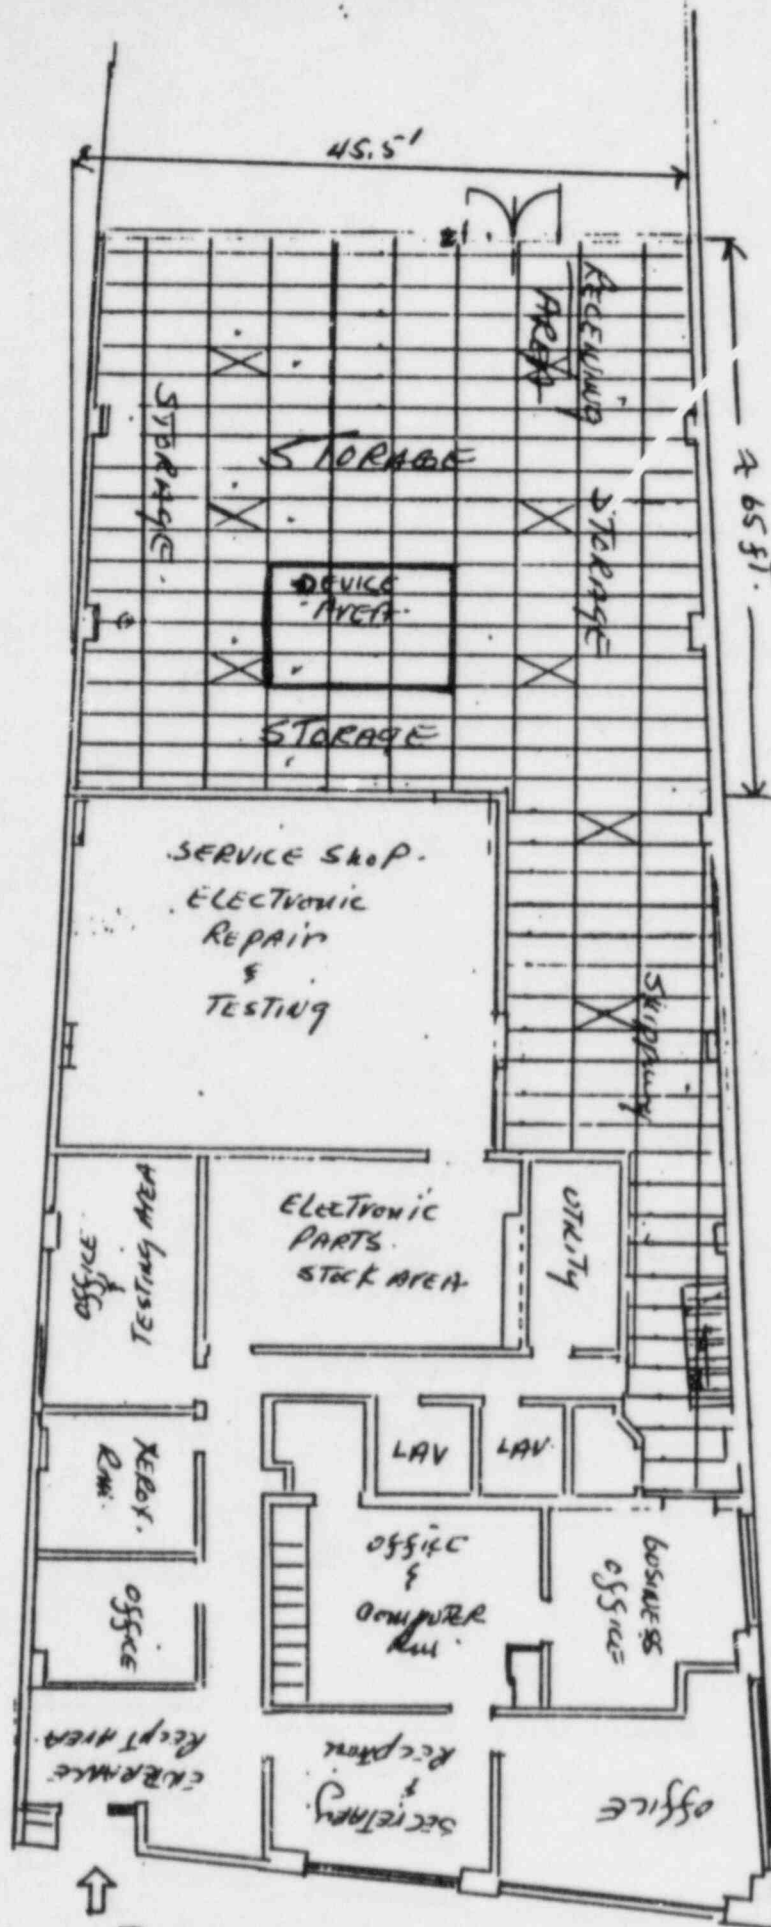 45.5'
RECEIVING
AREA
STORAGE
STORAGE
± 65 ft.
STORAGE
DEVICE
AREA
STORAGE
SERVICE SHOP.
ELECTRONIC
REPAIR
&
TESTING
SHIPPING
TESTING AREA
&
OFFICE
ELECTRONIC
PARTS
STOCK AREA
UTILITY
XEROX.
Rm.
LAV
LAV
OFFICE
&
COMPUTER
Rm.
BUSINESS
OFFICE
OFFICE
ENTRANCE
RECEPT AREA
SECRETARY
&
RECEPTION
OFFICE